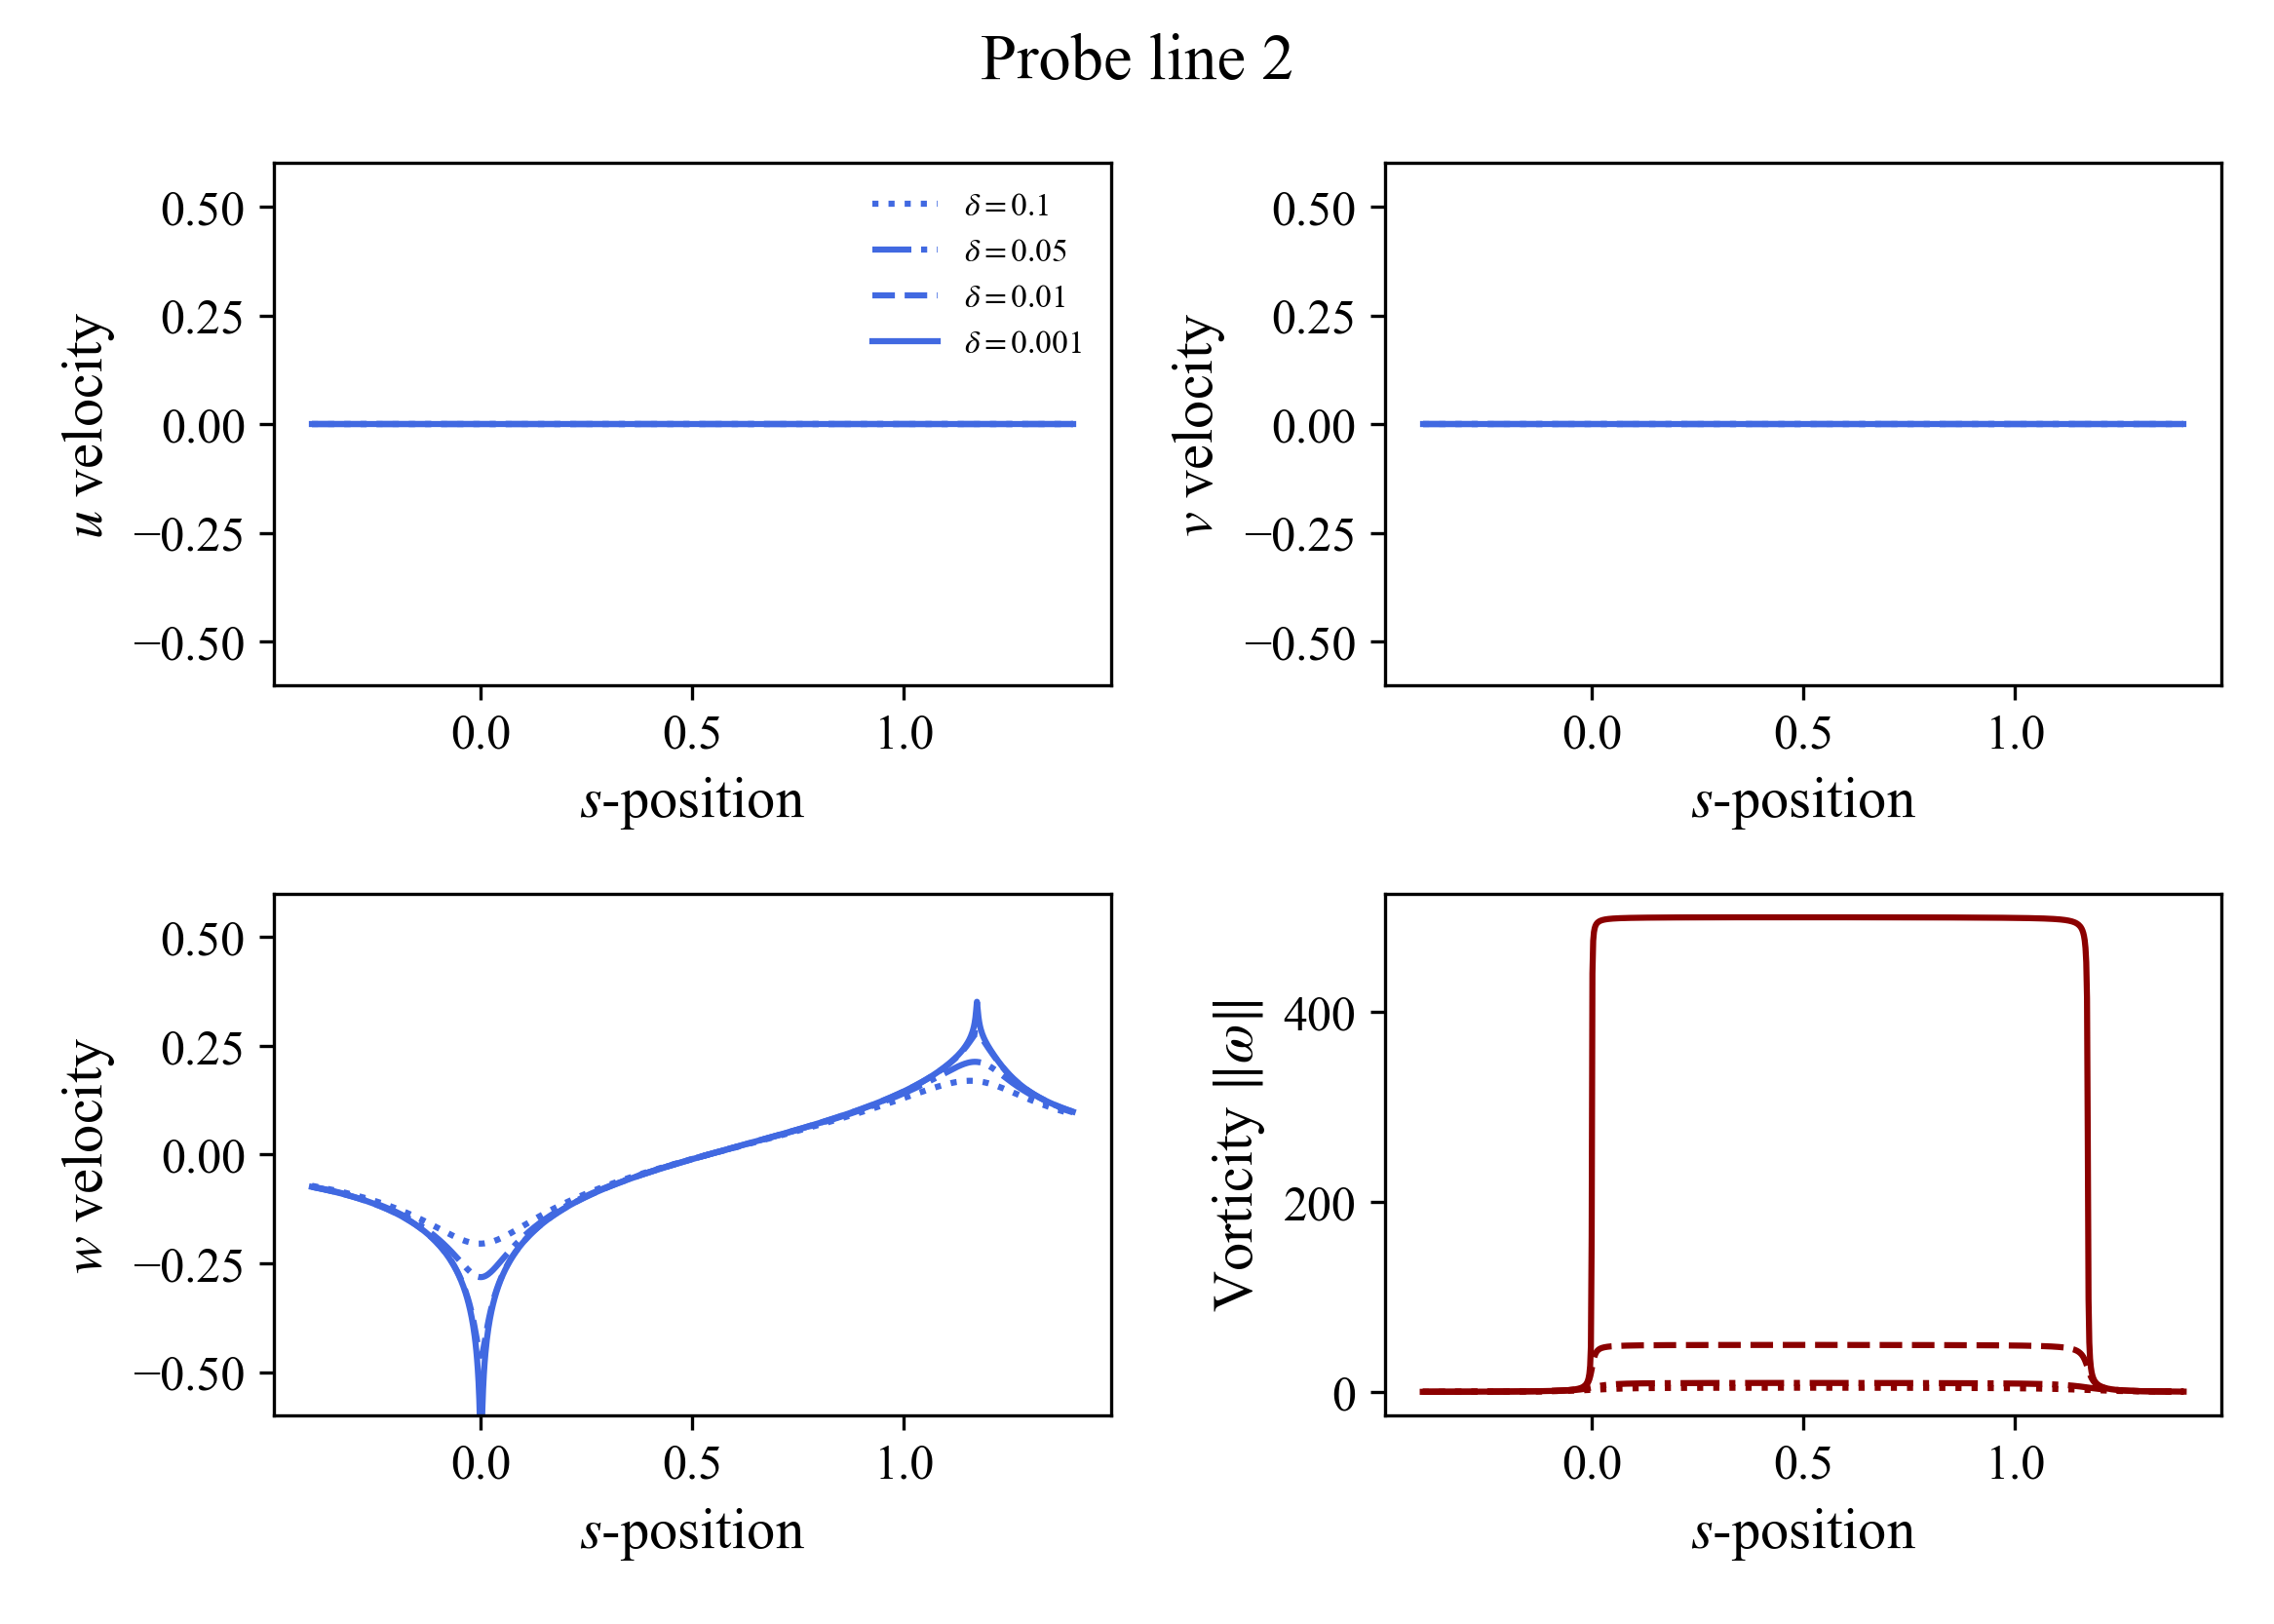 Probe line 2
u velocity
0.50
0.25
0.00
−0.25
−0.50
0.0 0.5 1.0
s-position
δ = 0.1
δ = 0.05
δ = 0.01
δ = 0.001
v velocity
0.50
0.25
0.00
−0.25
−0.50
0.0 0.5 1.0
s-position
w velocity
0.50
0.25
0.00
−0.25
−0.50
0.0 0.5 1.0
s-position
Vorticity ||ω||
400
200
0
0.0 0.5 1.0
s-position